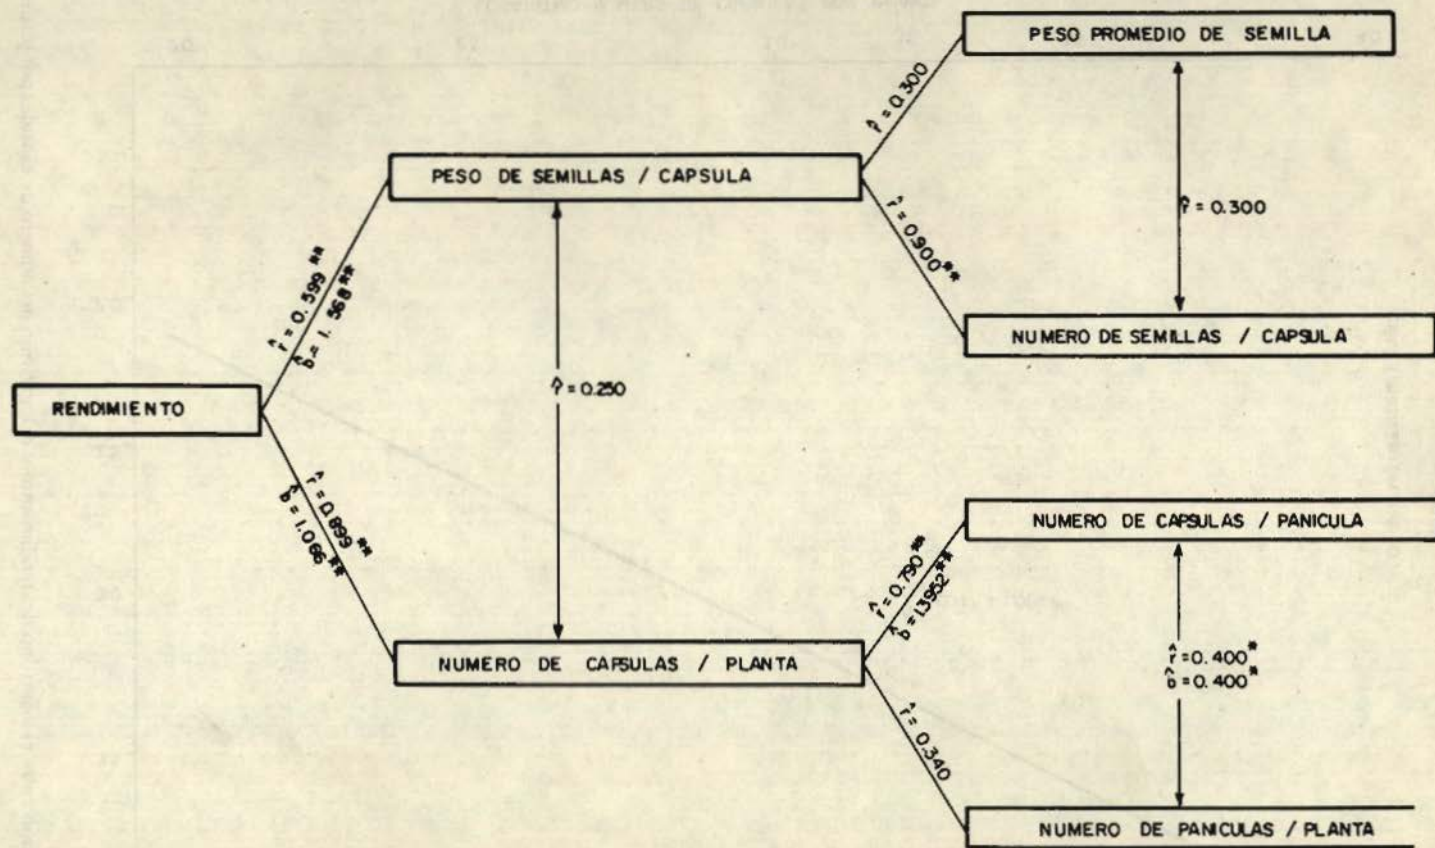 PESO PROMEDIO DE SEMILLA
r̂ = 0.300
PESO DE SEMILLAS / CAPSULA
r̂ = 0.300
r̂ = 0.900**
r̂ = 0.599**
b̂ = 1.568**
NUMERO DE SEMILLAS / CAPSULA
r̂ = 0.250
RENDIMIENTO
r̂ = 0.899**
b̂ = 1.066**
NUMERO DE CAPSULAS / PANICULA
r̂ = 0.790**
b̂ = 1.3952**
NUMERO DE CAPSULAS / PLANTA
r̂ = 0.400*
b̂ = 0.400*
r̂ = 0.340
NUMERO DE PANICULAS / PLANTA